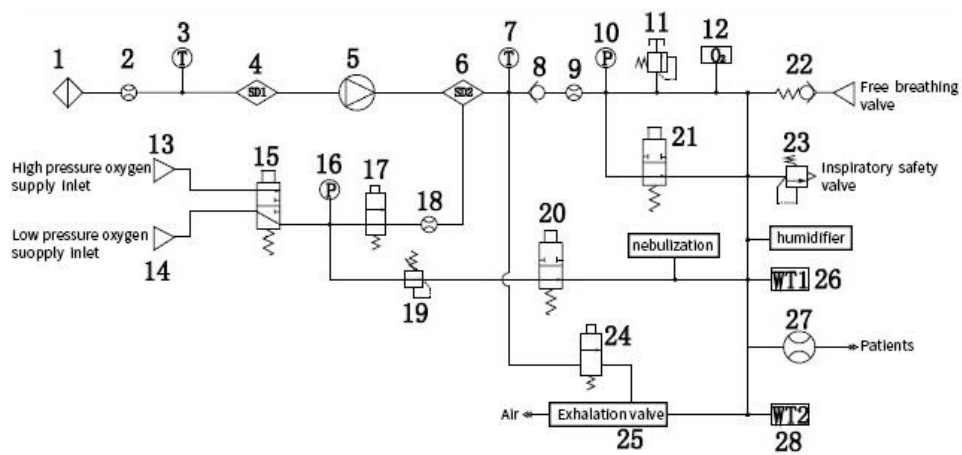 1
2
3
T
4
SD1
5
6
SD2
7
T
8
9
10
P
11
12
O₂
22
Free breathing
valve
13
High pressure oxygen
supply inlet
15
16
P
17
18
21
23
Inspiratory safety
valve
Low pressure oxygen
suopply inlet
14
19
20
nebulization
humidifier
WT1 26
27
Patients
24
Air
Exhalation valve
25
WT2
28